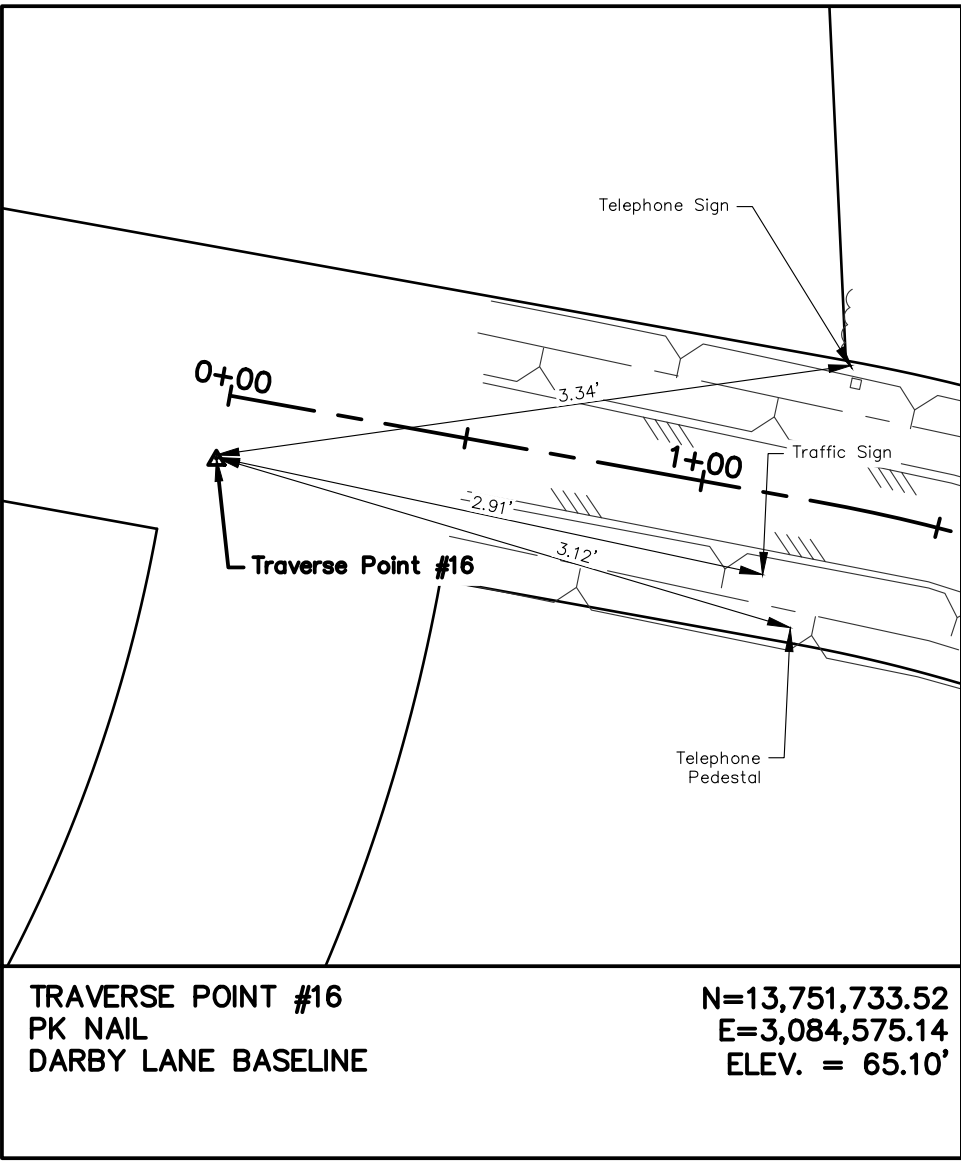 Telephone Sign
0+00
3.34'
1+00
Traffic Sign
2.91'
3.12'
Traverse Point #16
Telephone
Pedestal
TRAVERSE POINT #16
PK NAIL
DARBY LANE BASELINE
N=13,751,733.52
E=3,084,575.14
ELEV. = 65.10'